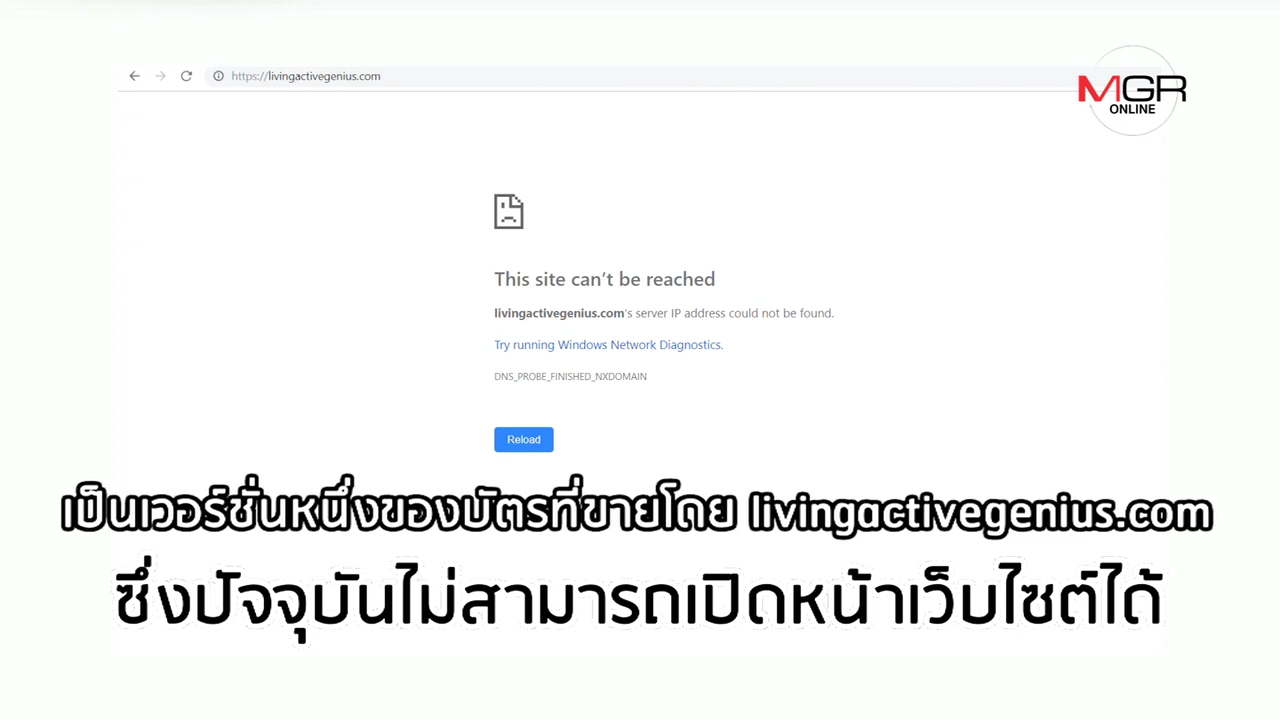 https://livingactivegenius.com
MGR
ONLINE
This site can't be reached
livingactivegenius.com's server IP address could not be found.
Try running Windows Network Diagnostics.
DNS_PROBE_FINISHED_NXDOMAIN
Reload
เป็นเวอร์ชั่นหนึ่งของบัตรที่ขายโดย livingactivegenius.com
ซึ่งปัจจุบันไม่สามารถเปิดหน้าเว็บไซต์ได้